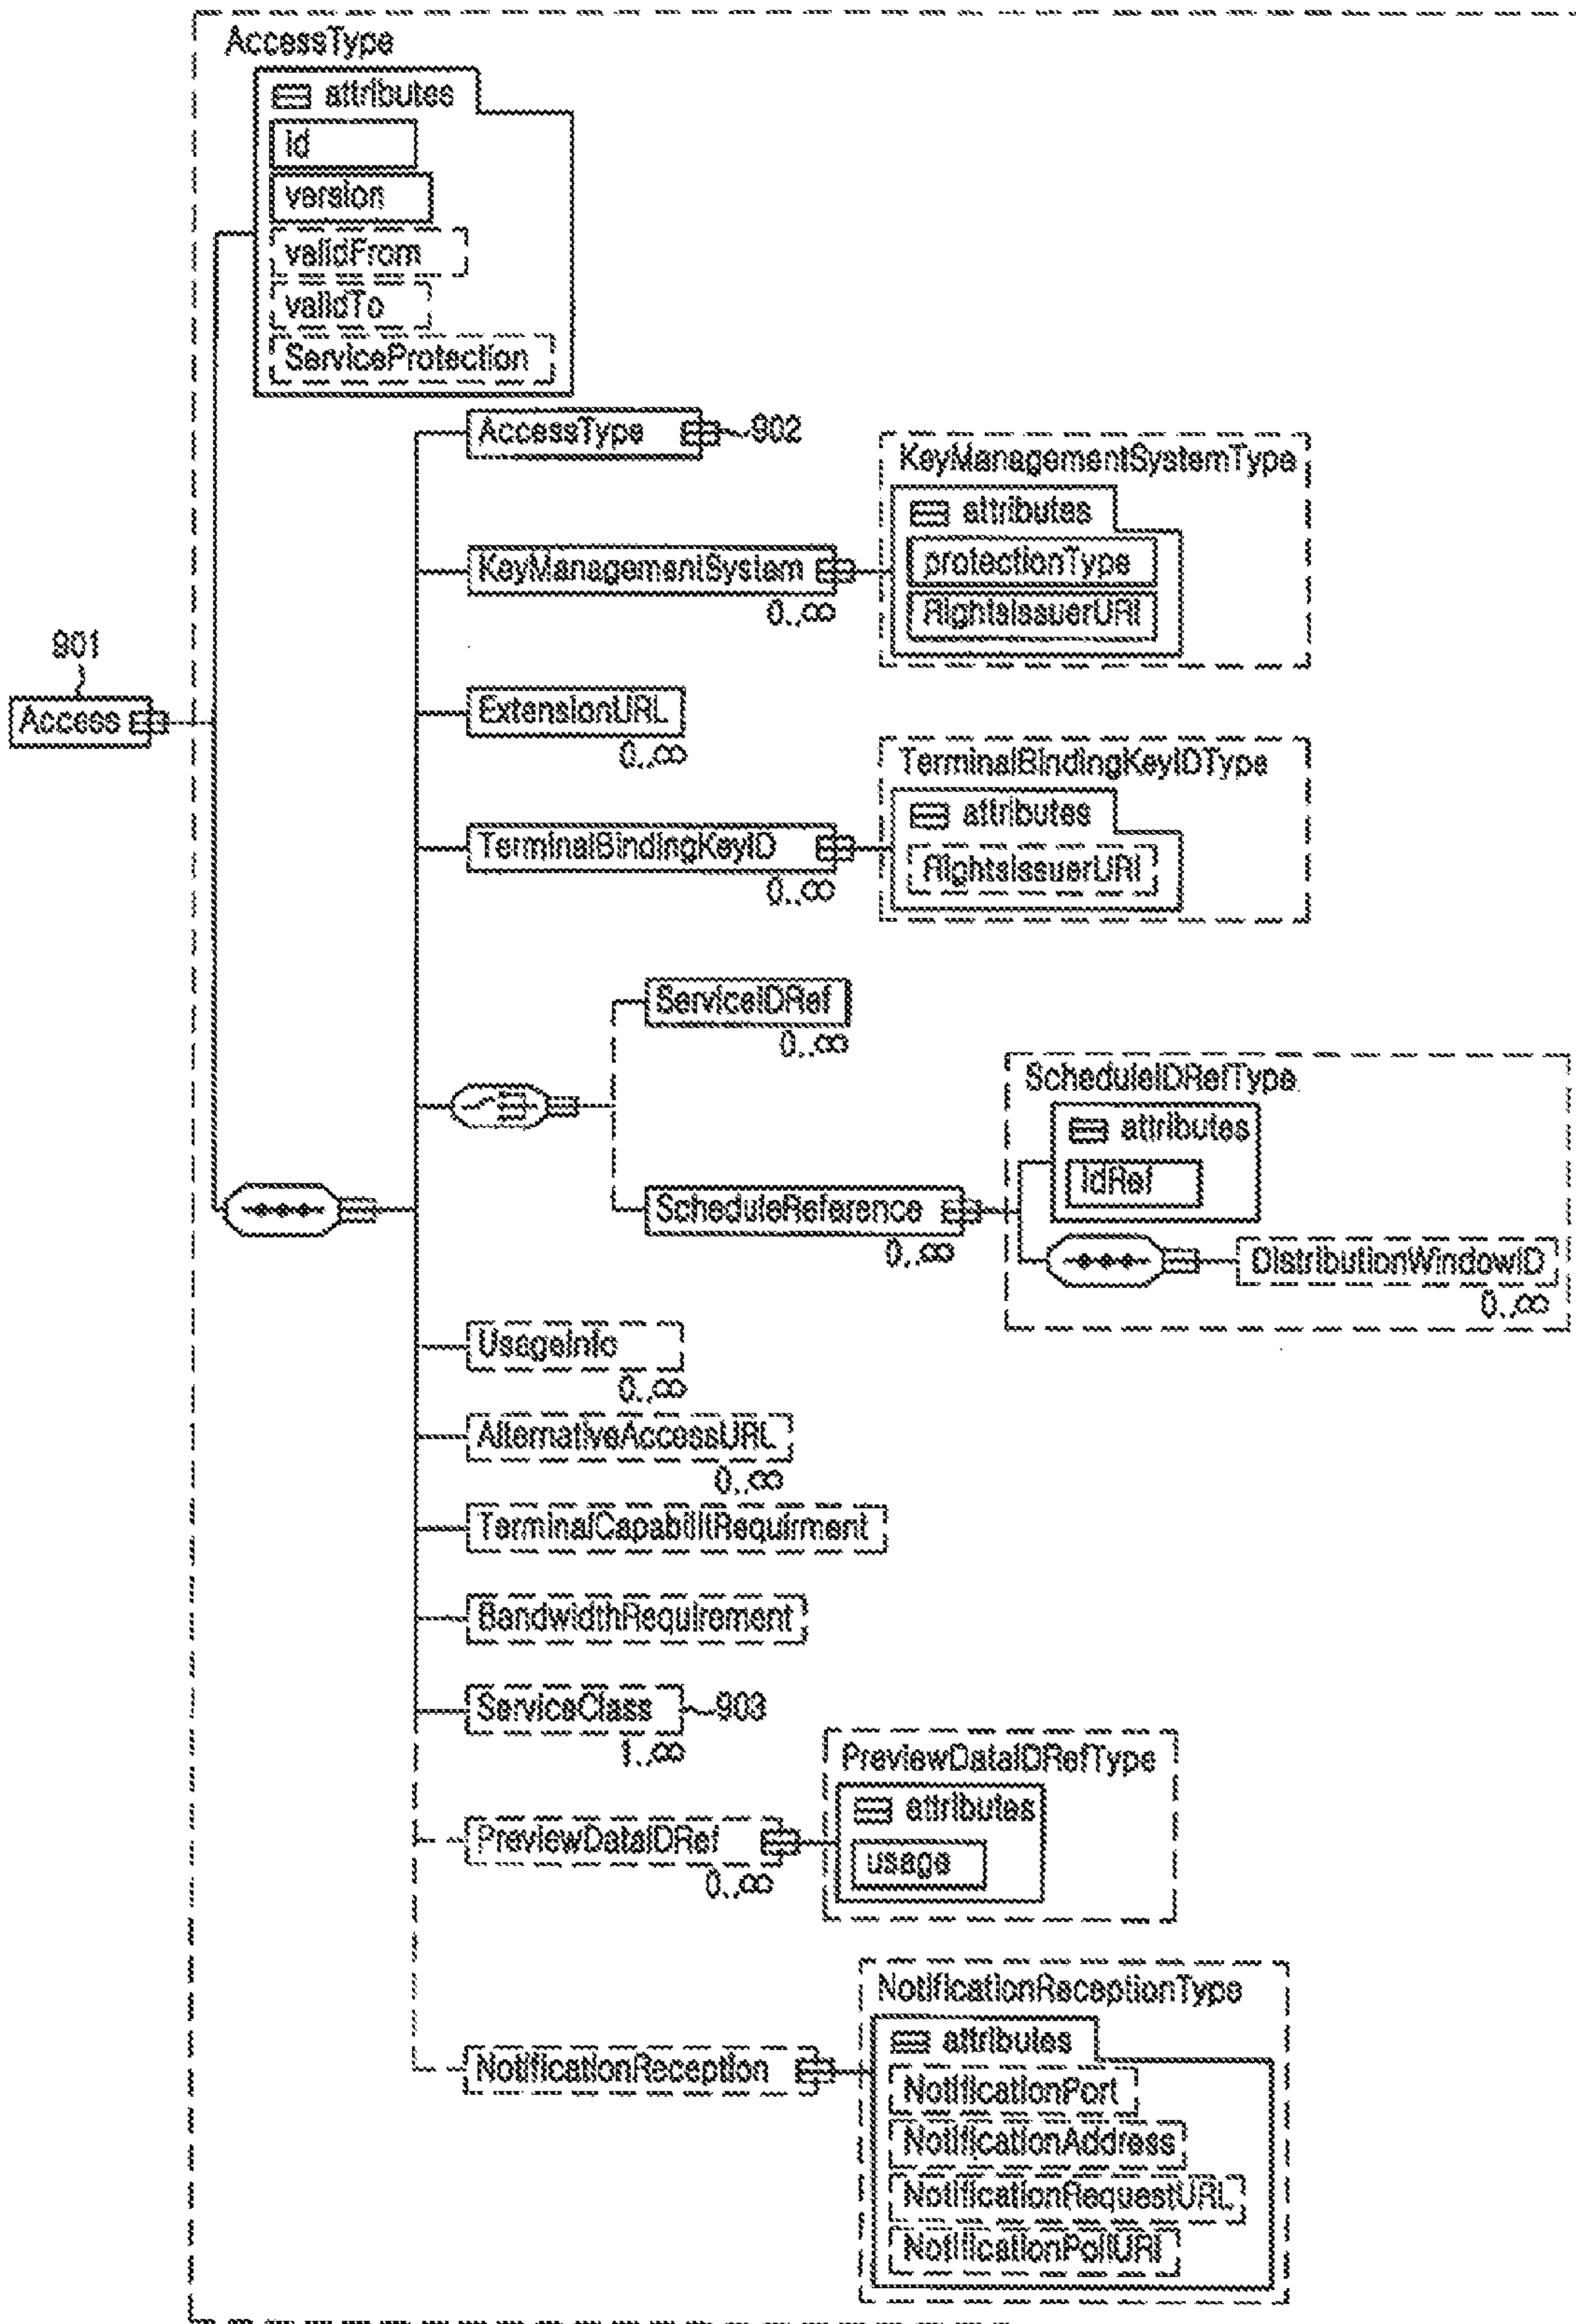 AccessType
attributes
id
version
validFrom
validTo
ServiceProtection
AccessType
902
KeyManagementSystemType
attributes
protectionType
RightsIssuerURI
KeyManagementSystem
0..∞
901
Access
ExtensionURL
0..∞
TerminalBindingKeyIDType
attributes
RightsIssuerURI
TerminalBindingKeyID
0..∞
ServiceIDRef
0..∞
ScheduleIDRefType
attributes
idRef
ScheduleReference
0..∞
DistributionWindowID
0..∞
UsageInfo
0..∞
AlternativeAccessURL
0..∞
TerminalCapabilitRequirment
BandwidthRequirement
ServiceClass
903
1..∞
PreviewDataIDRefType
attributes
usage
PreviewDataIDRef
0..∞
NotificationReceptionType
attributes
NotificationReception
NotificationPort
NotificationAddress
NotificationRequestURL
NotificationPollURI